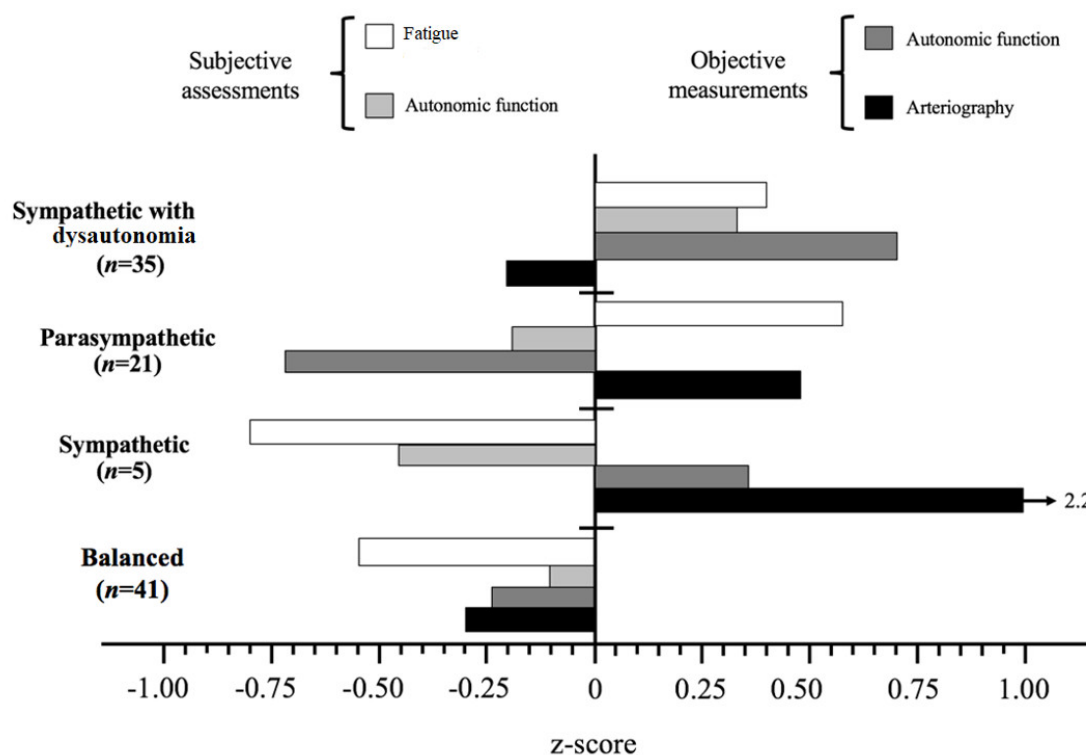 Subjective
assessments
Fatigue
Autonomic function
Objective
measurements
Autonomic function
Arteriography
Sympathetic with
dysautonomia
(n=35)
Parasympathetic
(n=21)
Sympathetic
(n=5)
2.2
Balanced
(n=41)
-1.00 -0.75 -0.50 -0.25 0 0.25 0.50 0.75 1.00
z-score